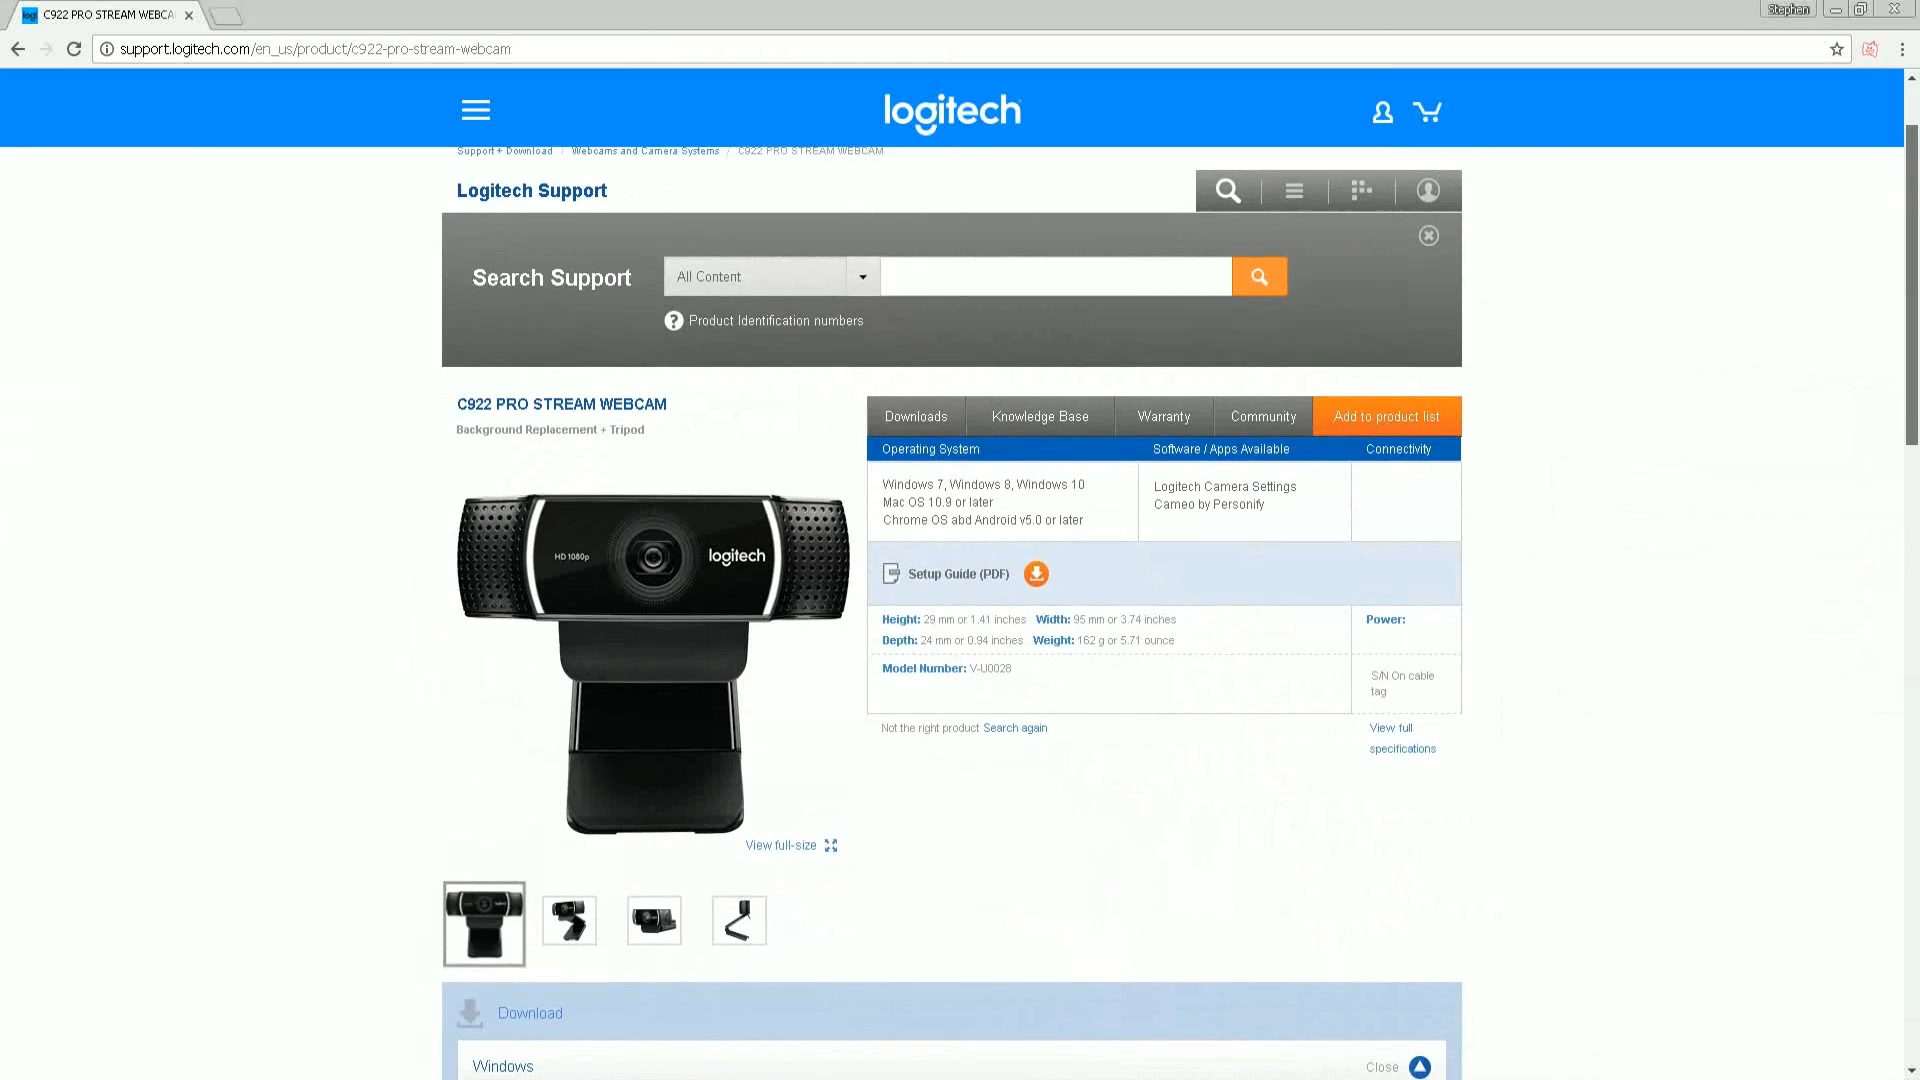 C922 PRO STREAM WEBCA
Stephen
support.logitech.com/en_us/product/c922-pro-stream-webcam
logitech
Support + Download / Webcams and Camera Systems / C922 PRO STREAM WEBCAM
Logitech Support
Search Support
All Content
? Product Identification numbers
C922 PRO STREAM WEBCAM
Background Replacement + Tripod
HD 1080p
logitech
View full-size
Downloads
Knowledge Base
Warranty
Community
Add to product list
Operating System
Software / Apps Available
Connectivity
Windows 7, Windows 8, Windows 10
Mac OS 10.9 or later
Chrome OS abd Android v5.0 or later
Logitech Camera Settings
Cameo by Personify
Setup Guide (PDF)
Height: 29 mm or 1.41 inches Width: 95 mm or 3.74 inches
Depth: 24 mm or 0.94 inches Weight: 162 g or 5.71 ounce
Power:
Model Number: V-U0028
S/N On cable
tag
Not the right product Search again
View full
specifications
Download
Windows
Close